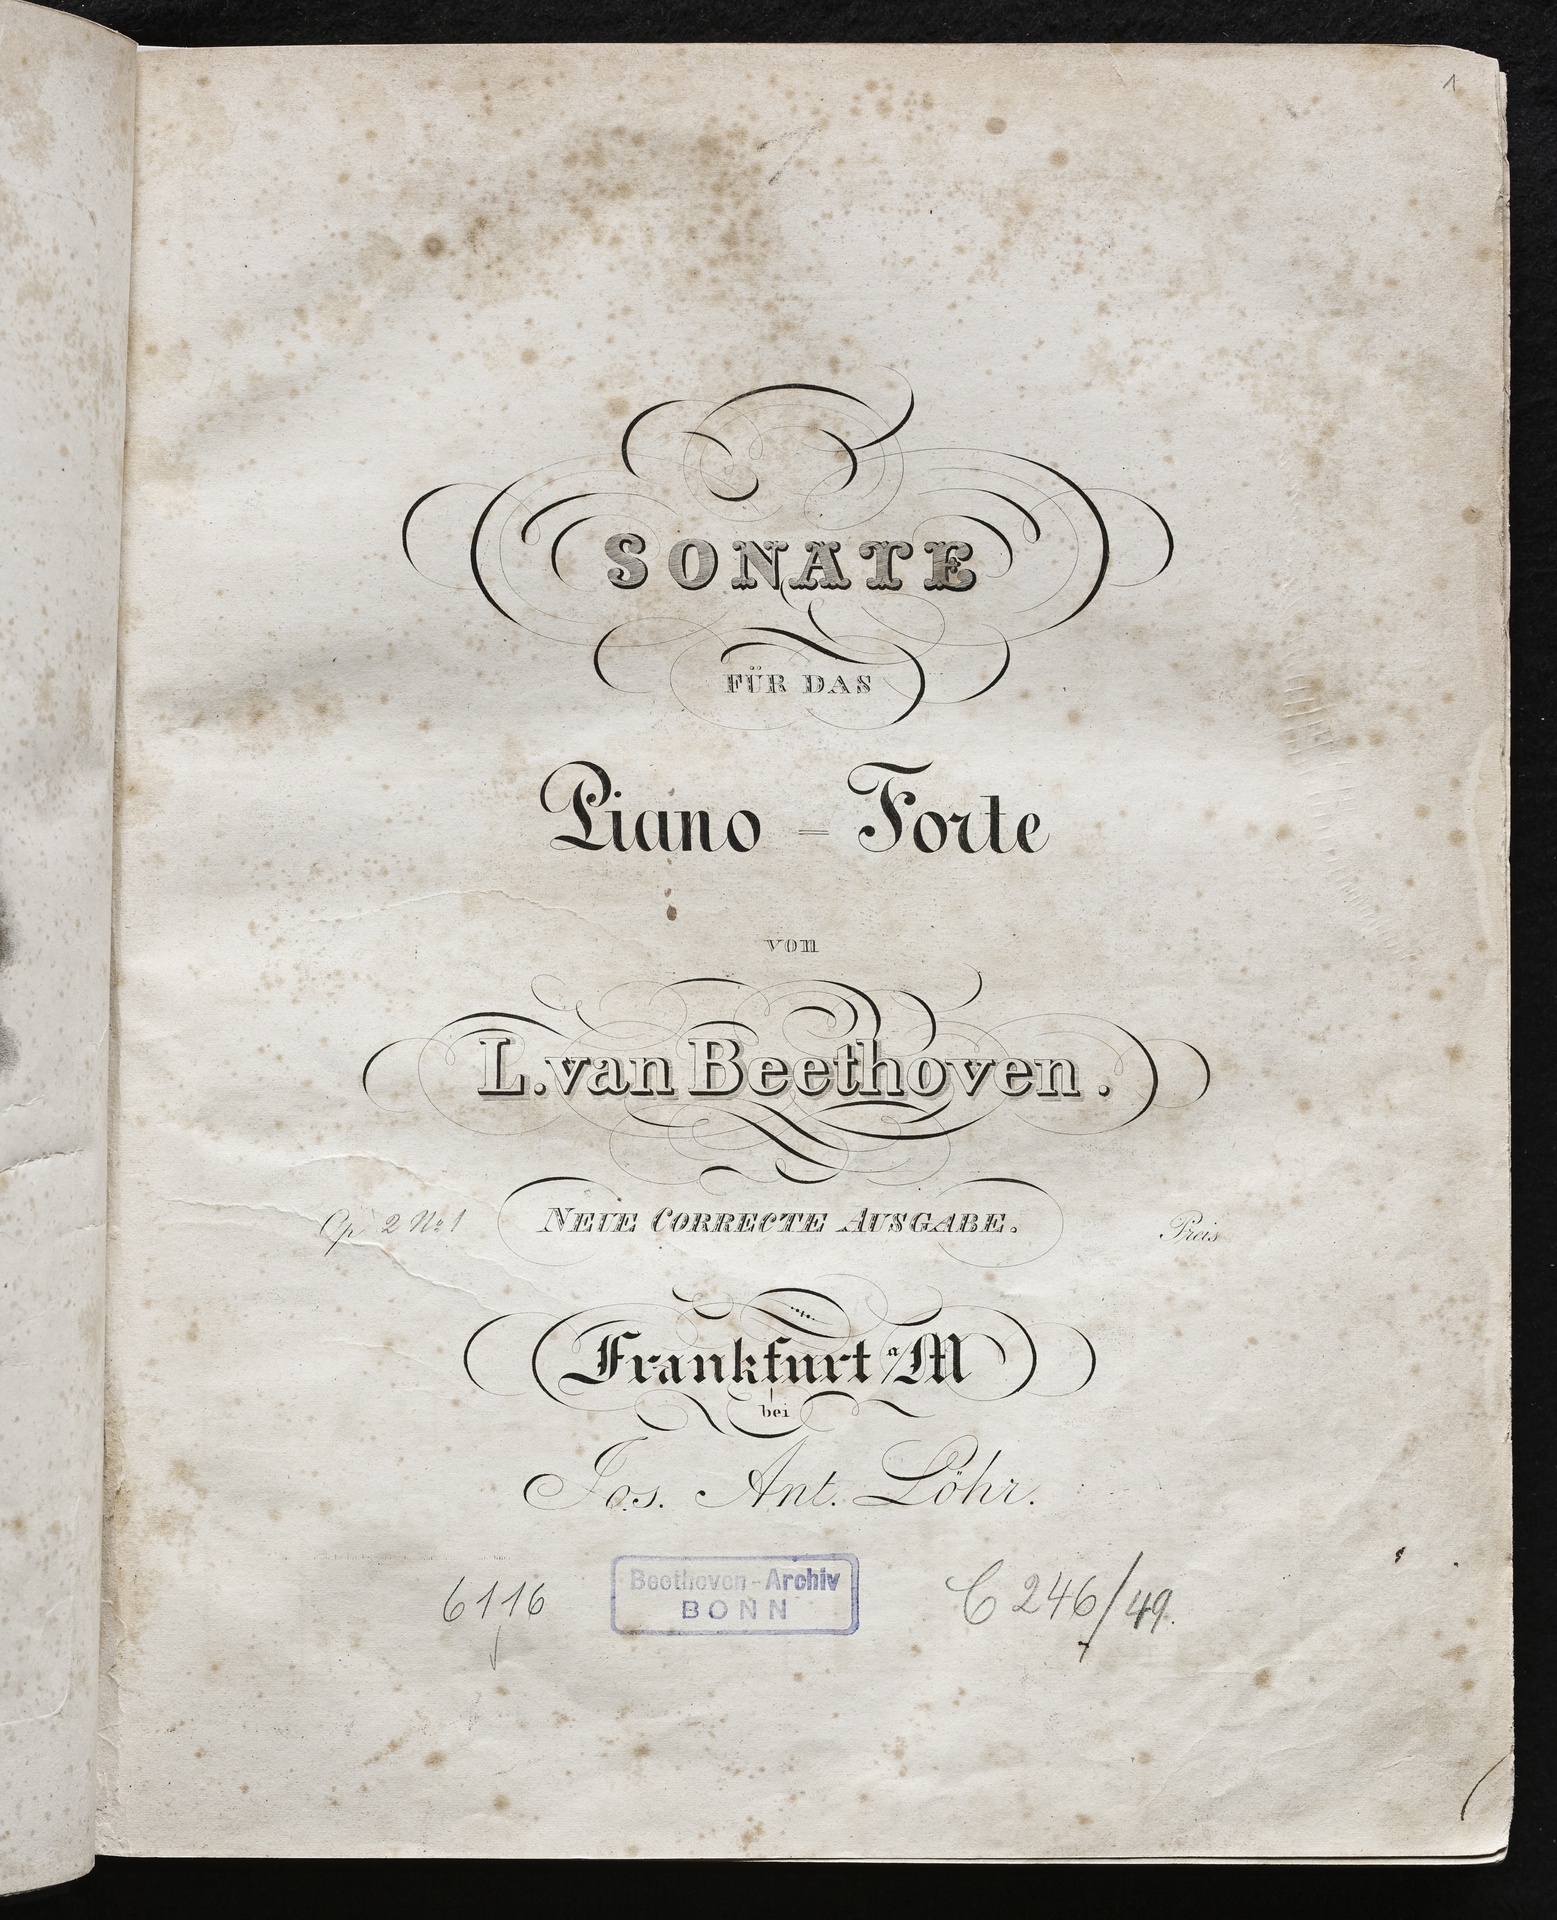 1
SONATE
FÜR DAS
Piano = Forte
von
L. van Beethoven.
Op 2 No 1 NEUE CORRECTE AUSGABE. Preis
Frankfurt a/M
bei
Jos. Ant. Löhr.
6116 Beethoven-Archiv C 246/49.
BONN